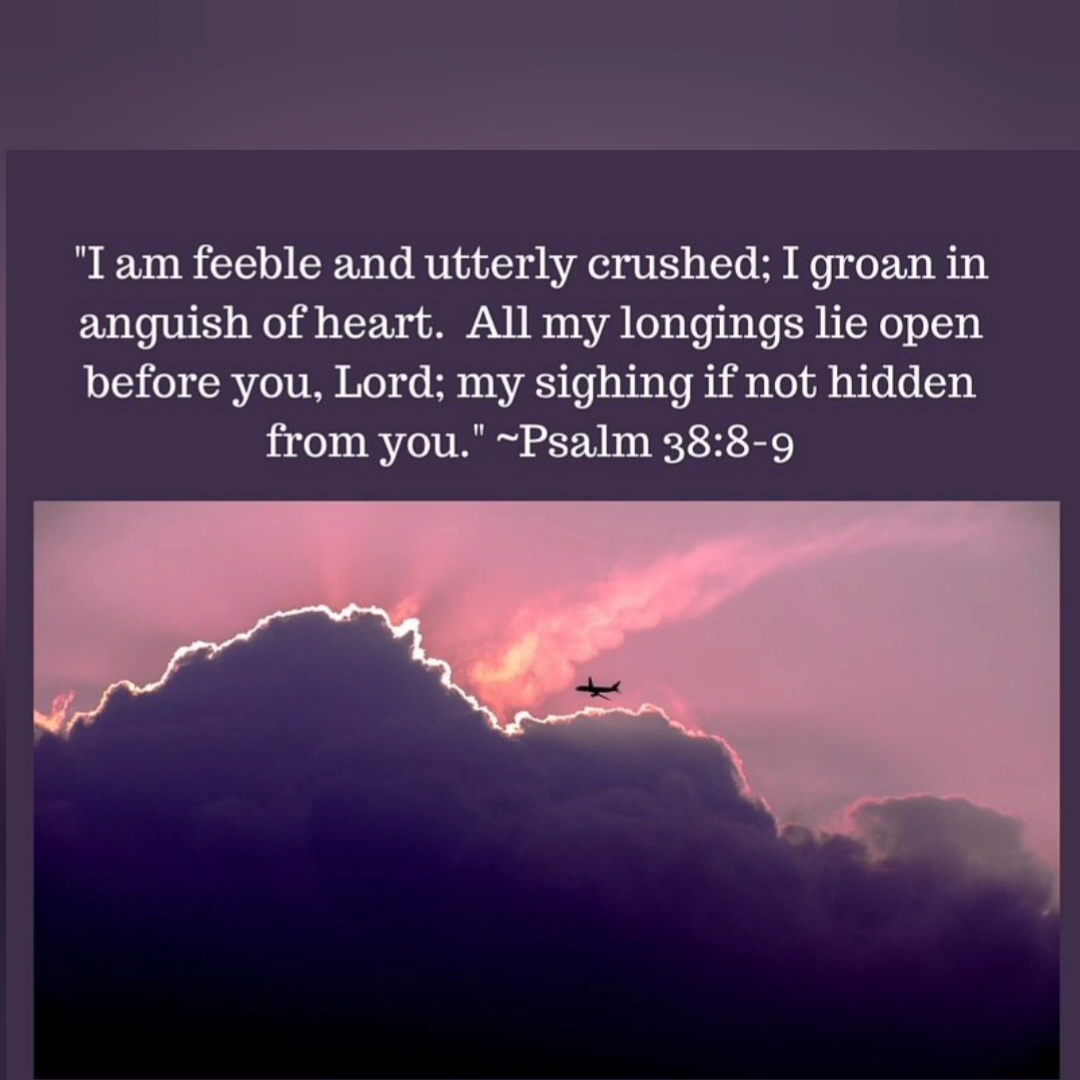 "I am feeble and utterly crushed; I groan in
anguish of heart.  All my longings lie open
before you, Lord; my sighing if not hidden
from you." ~Psalm 38:8-9